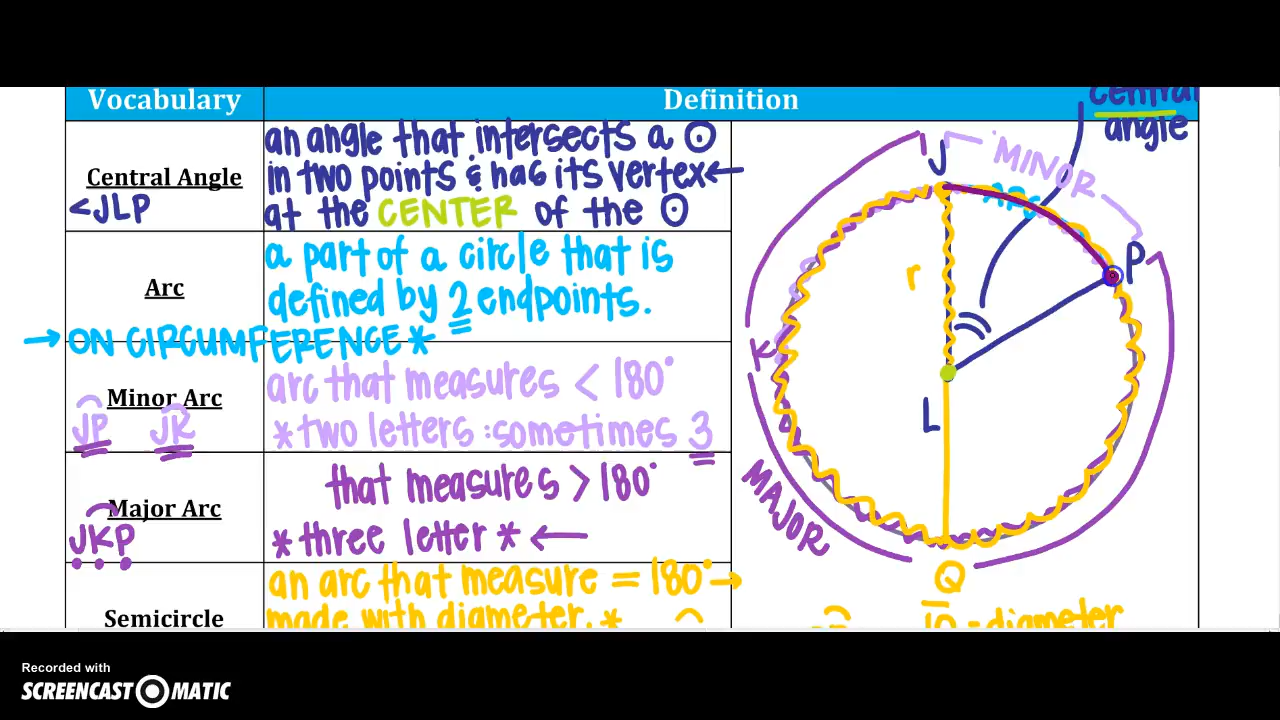 Vocabulary
Definition
Central Angle
<JLP
an angle that intersects a ⊙
in two points & has its vertex←
at the CENTER of the ⊙
Arc
a part of a circle that is
defined by 2 endpoints.
→ ON CIRCUMFERENCE *
Minor Arc
JP JK
arc that measures < 180°
*two letters: sometimes 3
Major Arc
JKP
that measures > 180°
*three letter* ←
Semicircle
an arc that measure = 180° →
made with diameter. *
central
angle
J
MINOR
ARC
P
r
K
L
MAJOR
Q
JQ = diameter
Recorded with
SCREENCAST-O-MATIC